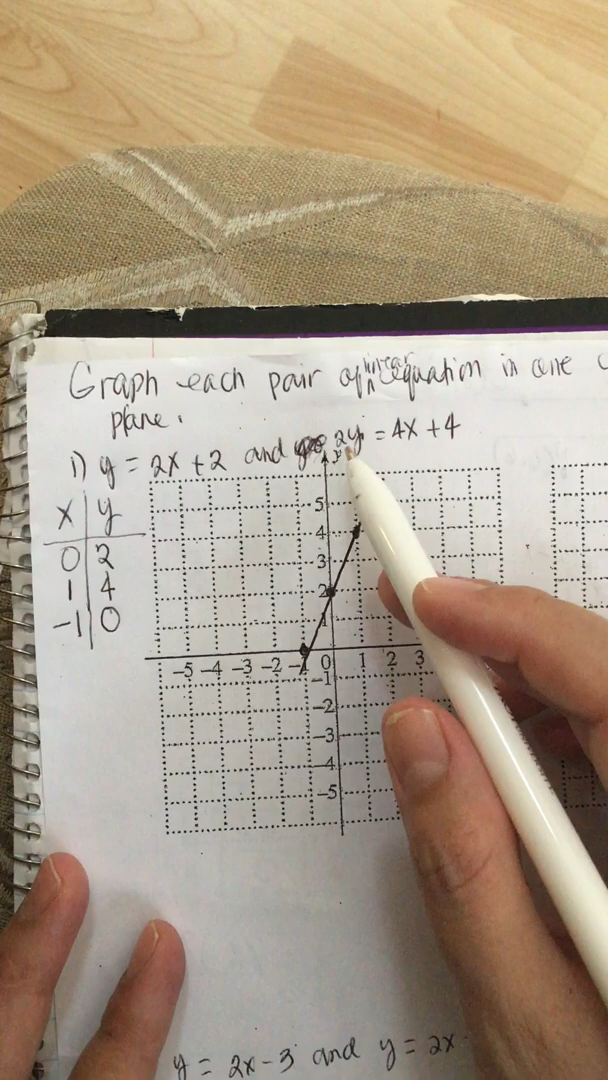 Graph each pair of linear equation in one
plane.
1) y = 2x + 2 and 2y = 4x + 4
x y
0 2
1 4
-1 0
y
5
4
3
2
1
-5 -4 -3 -2 -1 0 1 2 3
-1
-2
-3
-4
-5
y = 2x - 3 and y = 2x -